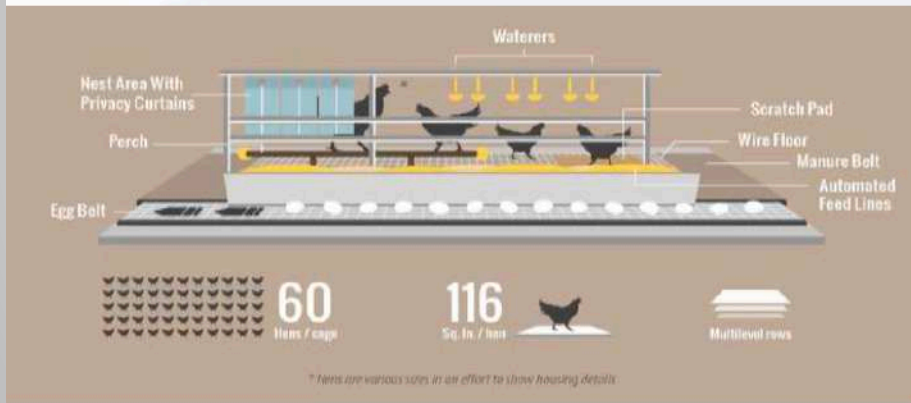 Waterers
Nest Area With
Privacy Curtains
Scratch Pad
Perch
Wire Floor
Manure Belt
Automated
Feed Lines
Egg Belt
60
Hens / cage
116
Sq. In. / hen
Multilevel rows
* Hens are various sizes in an effort to show housing details